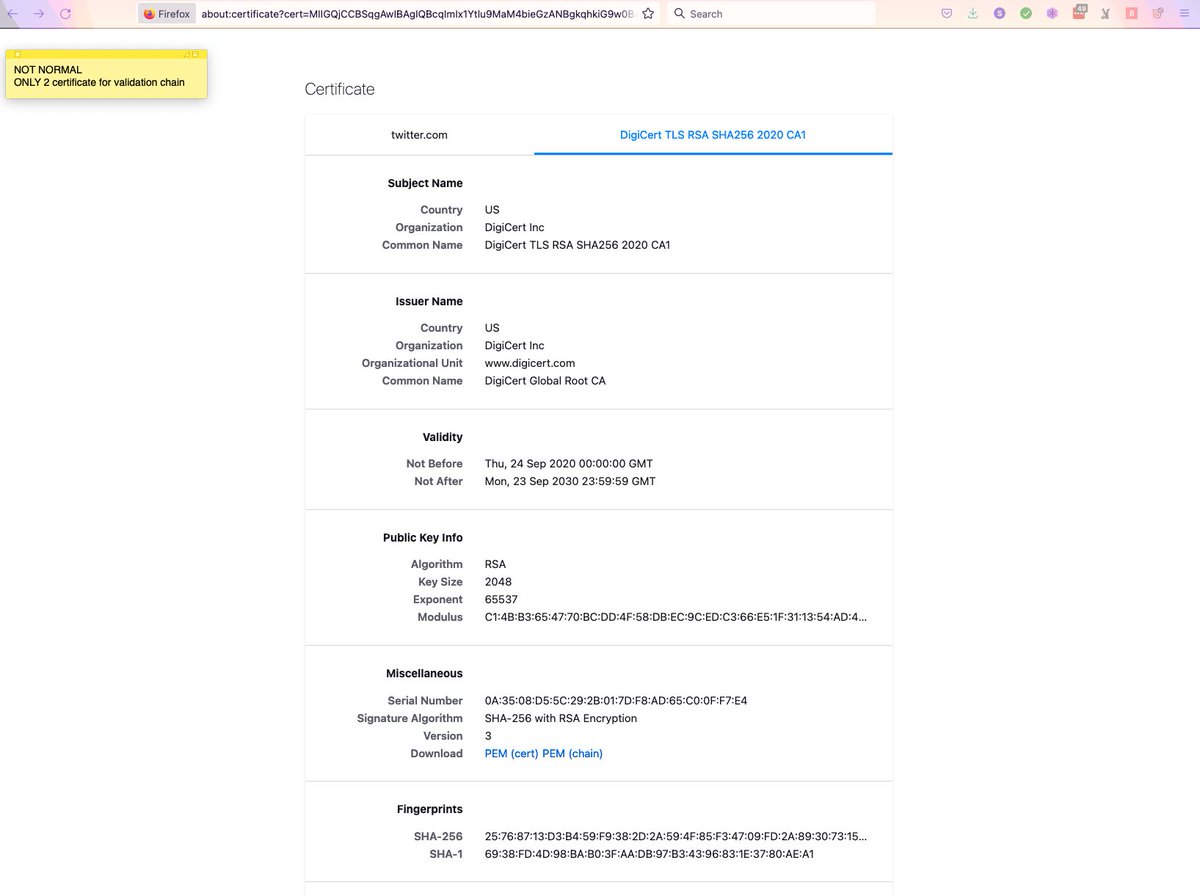 Firefox about:certificate?cert=MIIGQjCCBSqgAwIBAgIQBcqImIx1Ytlu9MaM4bieGzANBgkqhkiG9w0B Search 49
NOT NORMAL
ONLY 2 certificate for validation chain
Certificate
twitter.com DigiCert TLS RSA SHA256 2020 CA1
Subject Name
Country US
Organization DigiCert Inc
Common Name DigiCert TLS RSA SHA256 2020 CA1
Issuer Name
Country US
Organization DigiCert Inc
Organizational Unit www.digicert.com
Common Name DigiCert Global Root CA
Validity
Not Before Thu, 24 Sep 2020 00:00:00 GMT
Not After Mon, 23 Sep 2030 23:59:59 GMT
Public Key Info
Algorithm RSA
Key Size 2048
Exponent 65537
Modulus C1:4B:B3:65:47:70:BC:DD:4F:58:DB:EC:9C:ED:C3:66:E5:1F:31:13:54:AD:4...
Miscellaneous
Serial Number 0A:35:08:D5:5C:29:2B:01:7D:F8:AD:65:C0:0F:F7:E4
Signature Algorithm SHA-256 with RSA Encryption
Version 3
Download PEM (cert) PEM (chain)
Fingerprints
SHA-256 25:76:87:13:D3:B4:59:F9:38:2D:2A:59:4F:85:F3:47:09:FD:2A:89:30:73:15...
SHA-1 69:38:FD:4D:98:BA:B0:3F:AA:DB:97:B3:43:96:83:1E:37:80:AE:A1